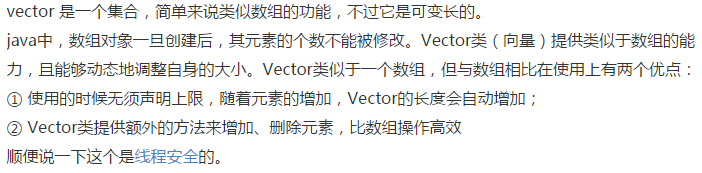 vector 是一个集合，简单来说类似数组的功能，不过它是可变长的。
java中，数组对象一旦创建后，其元素的个数不能被修改。Vector类（向量）提供类似于数组的能
力，且能够动态地调整自身的大小。Vector类似于一个数组，但与数组相比在使用上有两个优点：
① 使用的时候无须声明上限，随着元素的增加，Vector的长度会自动增加；
② Vector类提供额外的方法来增加、删除元素，比数组操作高效
顺便说一下这个是线程安全的。